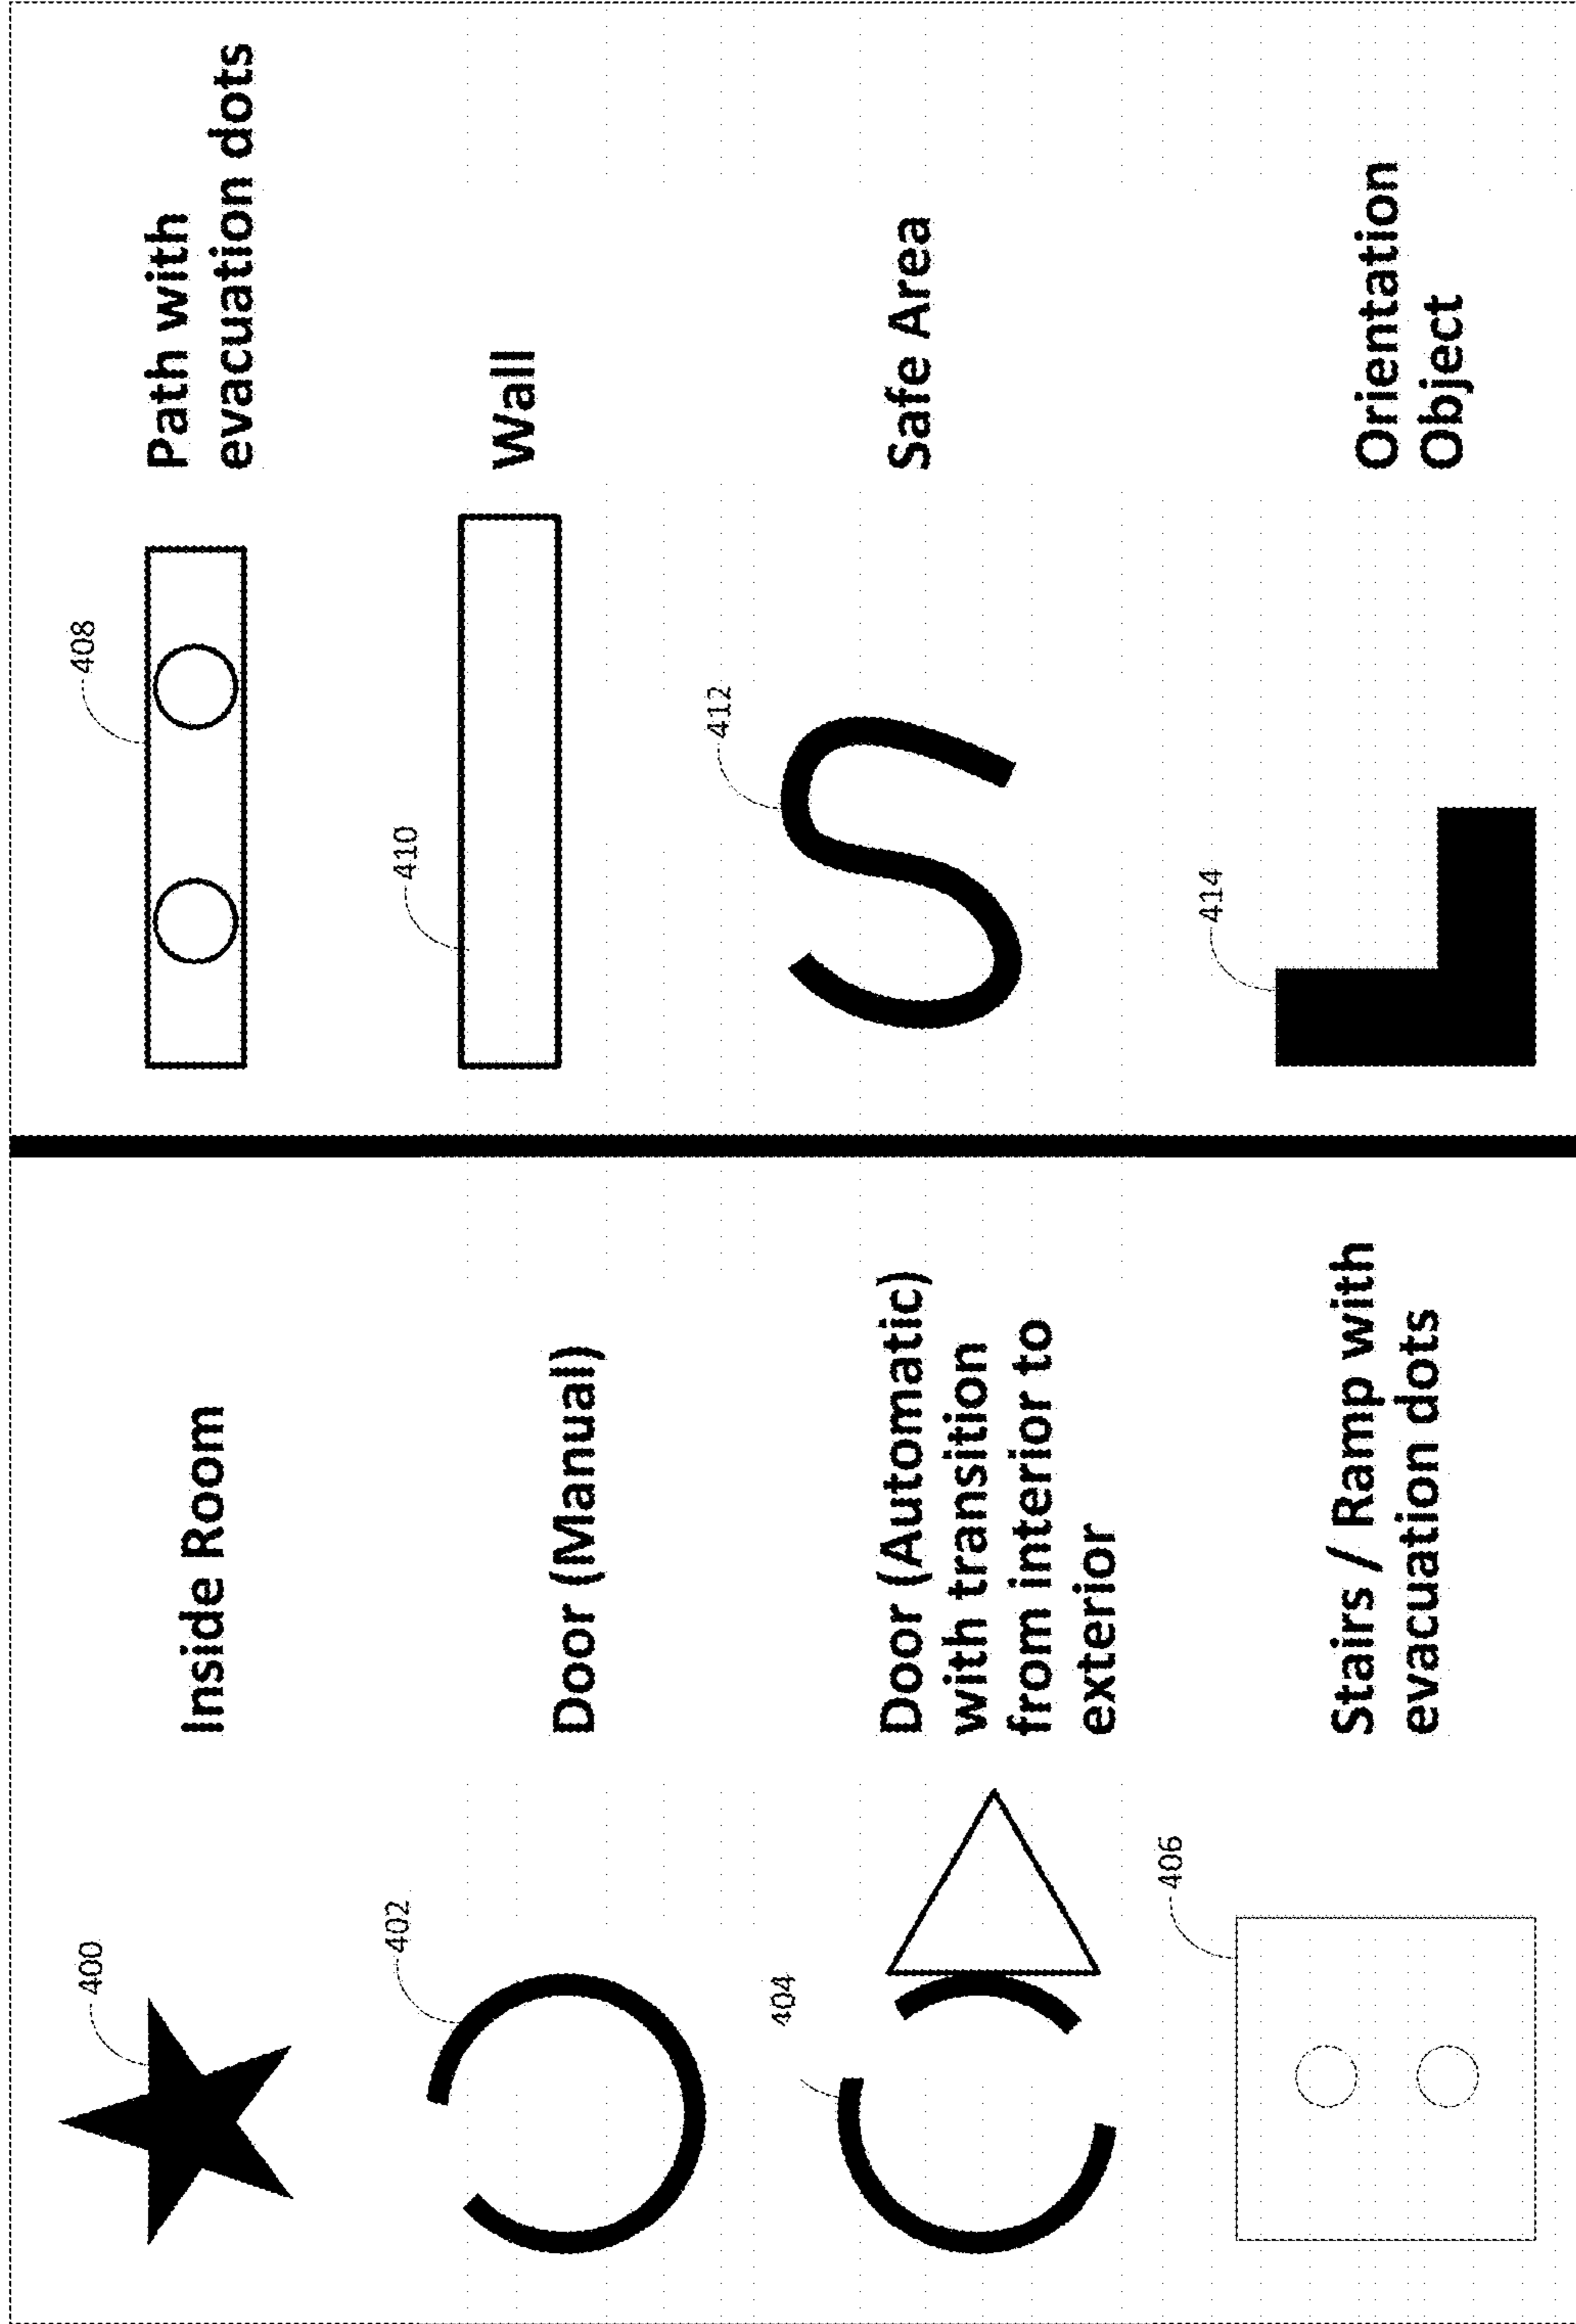 400
Inside Room
402
Door (Manual)
404
Door (Automatic)
with transition
from interior to
exterior
406
Stairs / Ramp with
evacuation dots
408
Path with
evacuation dots
410
Wall
412
Safe Area
414
Orientation
Object